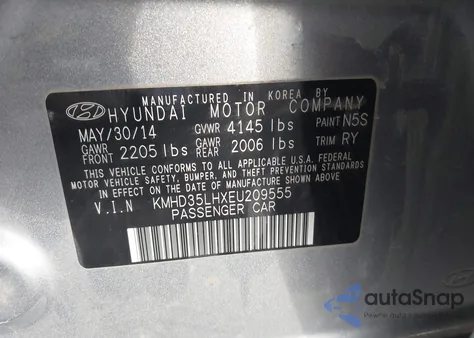 MANUFACTURED IN KOREA BY
HYUNDAI MOTOR COMPANY
MAY/30/14 GVWR 4145 lbs PAINT N5S
GAWR FRONT 2205 lbs GAWR REAR 2006 lbs TRIM RY
THIS VEHICLE CONFORMS TO ALL APPLICABLE U.S.A. FEDERAL
MOTOR VEHICLE SAFETY, BUMPER, AND THEFT PREVENTION
STANDARDS IN EFFECT ON THE DATE OF MANUFACTURE SHOWN ABOVE.
V.I.N KMHD35LHXEU209555
PASSENGER CAR
autoSnap